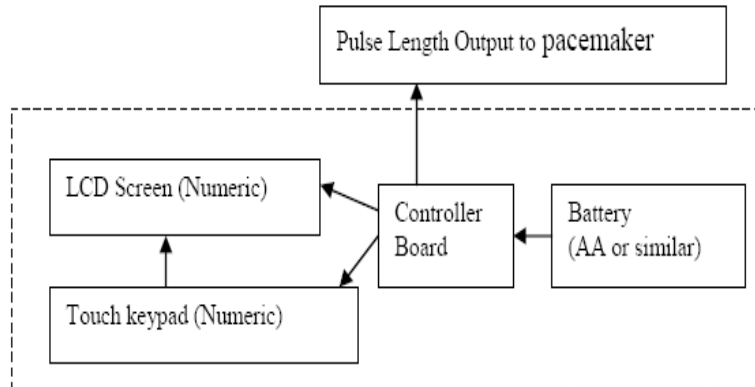 Pulse Length Output to pacemaker
LCD Screen (Numeric)
Controller
Board
Battery
(AA or similar)
Touch keypad (Numeric)